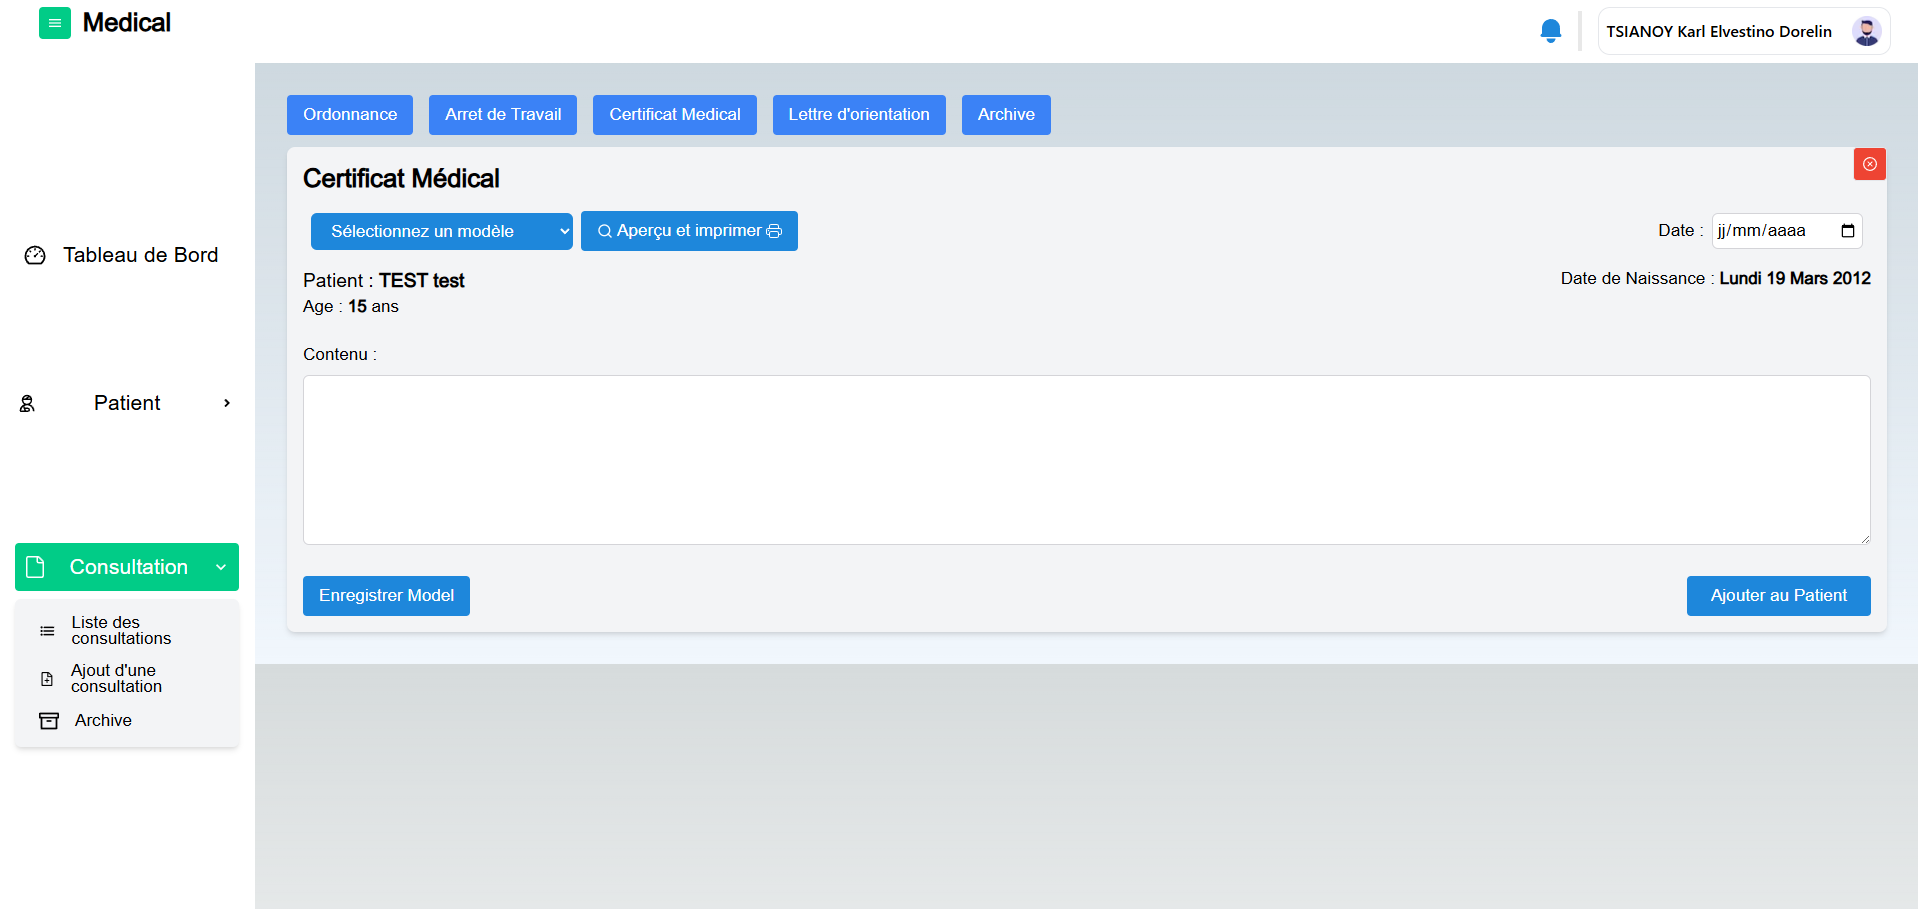 Medical
TSIANOY Karl Elvestino Dorelin
Ordonnance
Arret de Travail
Certificat Medical
Lettre d'orientation
Archive
Certificat Médical
Sélectionnez un modèle
Aperçu et imprimer
Date :
jj/mm/aaaa
Patient : TEST test
Date de Naissance : Lundi 19 Mars 2012
Age : 15 ans
Contenu :
Enregistrer Model
Ajouter au Patient
Tableau de Bord
Patient
Consultation
Liste des
consultations
Ajout d'une
consultation
Archive